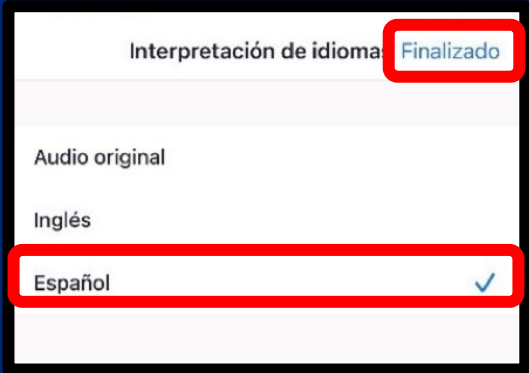 Interpretación de idiomas Finalizado
Audio original
Inglés
Español